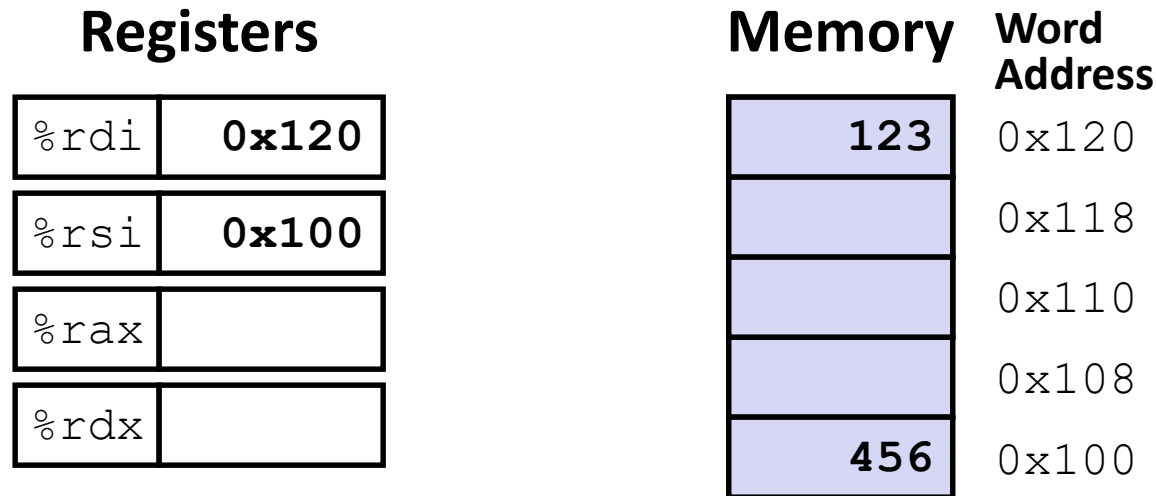 Registers
%rdi 0x120
%rsi 0x100
%rax
%rdx
Memory
Word
Address
123 0x120
0x118
0x110
0x108
456 0x100